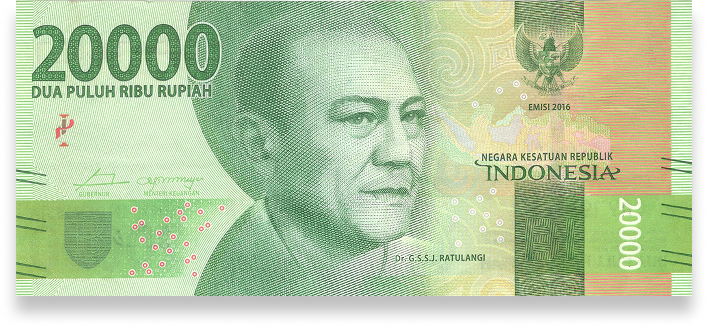 20000
DUA PULUH RIBU RUPIAH
GUBERNUR
MENTERI KEUANGAN
EMISI 2016
NEGARA KESATUAN REPUBLIK
INDONESIA
Dr. G.S.S.J. RATULANGI
20000